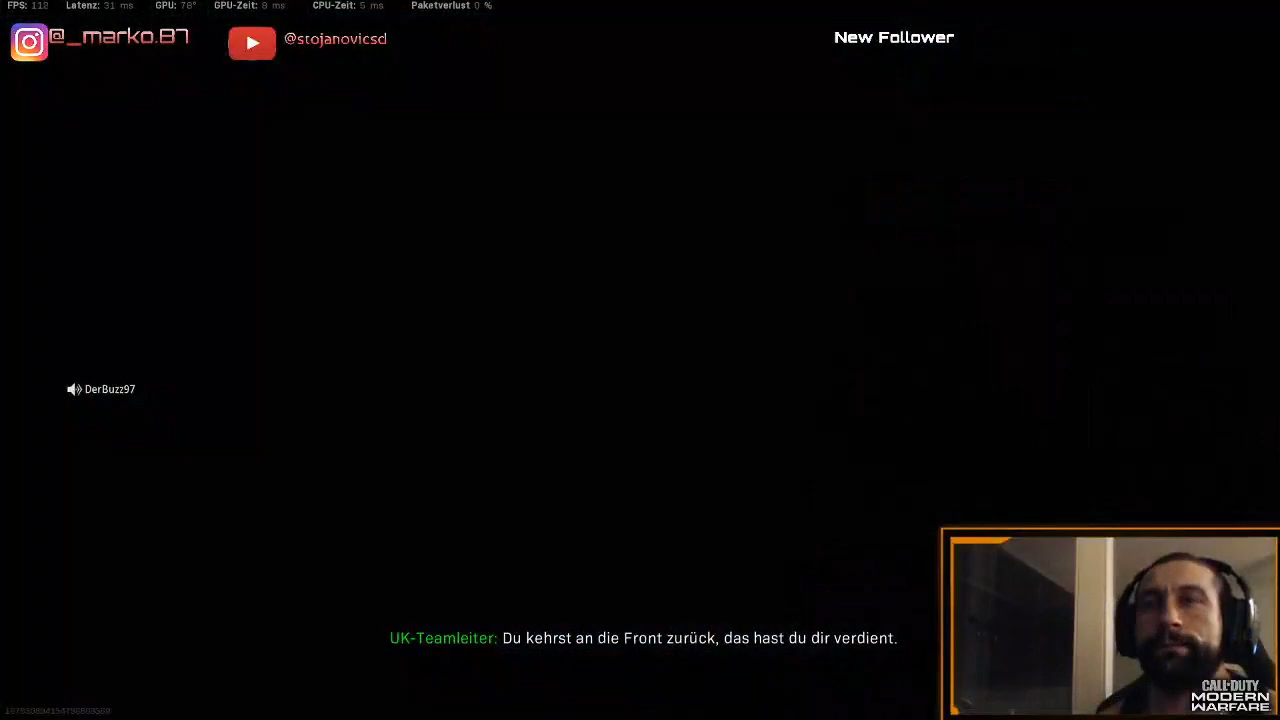 FPS: 112 Latenz: 31 ms GPU: 78° GPU-Zeit: 8 ms CPU-Zeit: 5 ms Paketverlust 0 %
@_marko.87
@stojanovicsd
New Follower
DerBuzz97
UK-Teamleiter: Du kehrst an die Front zurück, das hast du dir verdient.
CALL OF DUTY
MODERN
WARFARE